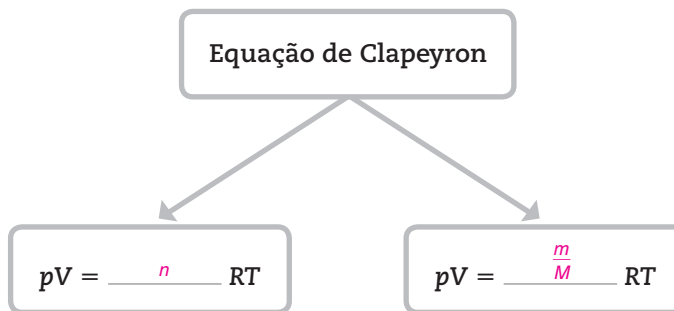 Equação de Clapeyron
pV = n RT
pV = m/M RT